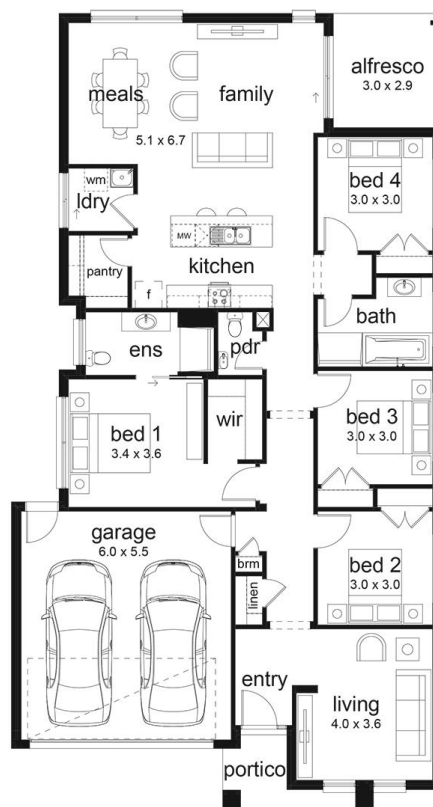 meals
family
5.1 x 6.7
alfresco
3.0 x 2.9
wm
ldry
bed 4
3.0 x 3.0
MW
pantry
f
kitchen
bath
ens
pdr
bed 1
3.4 x 3.6
wir
bed 3
3.0 x 3.0
garage
6.0 x 5.5
brm
bed 2
3.0 x 3.0
linen
entry
living
4.0 x 3.6
portico